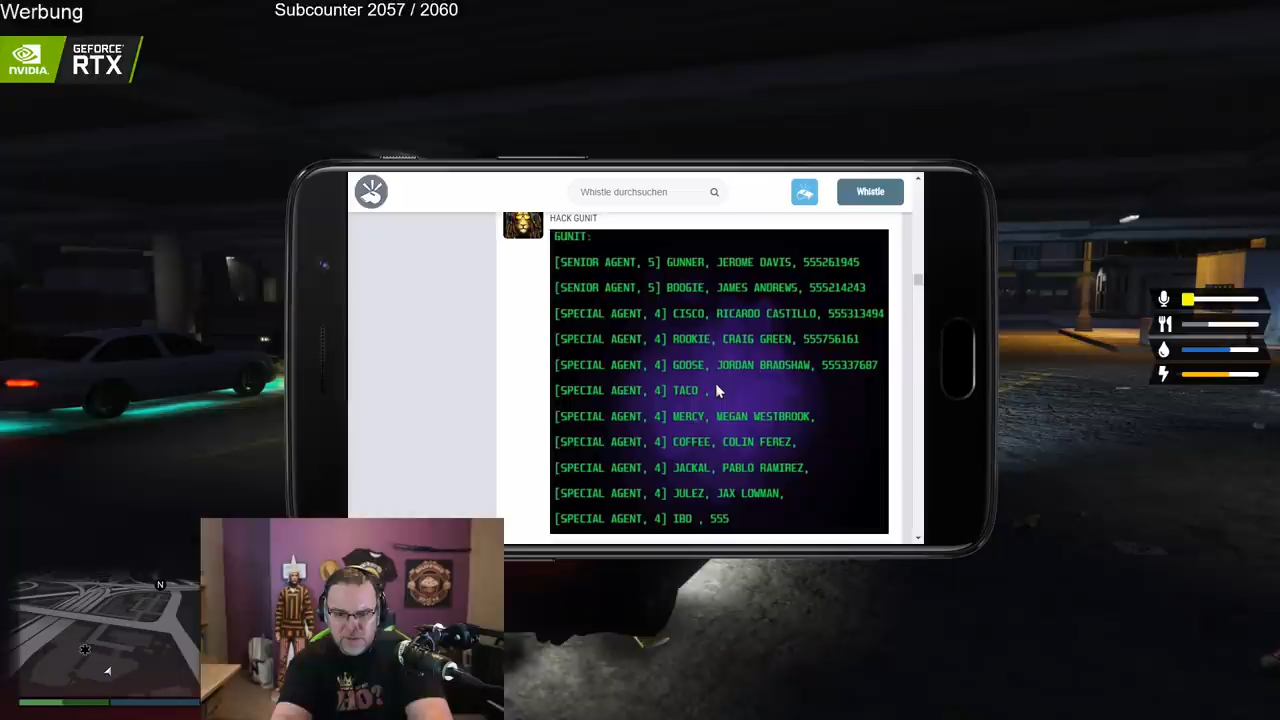 Werbung
Subcounter 2057 / 2060
NVIDIA.
GEFORCE
RTX
Whistle durchsuchen
Whistle
HACK GUNIT
GUNIT:
[SENIOR AGENT, 5] GUNNER, JEROME DAVIS, 555261945
[SENIOR AGENT, 5] BOOGIE, JAMES ANDREWS, 555214243
[SPECIAL AGENT, 4] CISCO, RICARDO CASTILLO, 555313494
[SPECIAL AGENT, 4] ROOKIE, CRAIG GREEN, 555756161
[SPECIAL AGENT, 4] GOOSE, JORDAN BRADSHAW, 555337687
[SPECIAL AGENT, 4] TACO ,
[SPECIAL AGENT, 4] MERCY, MEGAN WESTBROOK,
[SPECIAL AGENT, 4] COFFEE, COLIN FEREZ,
[SPECIAL AGENT, 4] JACKAL, PABLO RAMIREZ,
[SPECIAL AGENT, 4] JULEZ, JAX LOWMAN,
[SPECIAL AGENT, 4] IBO , 555
N
HO?